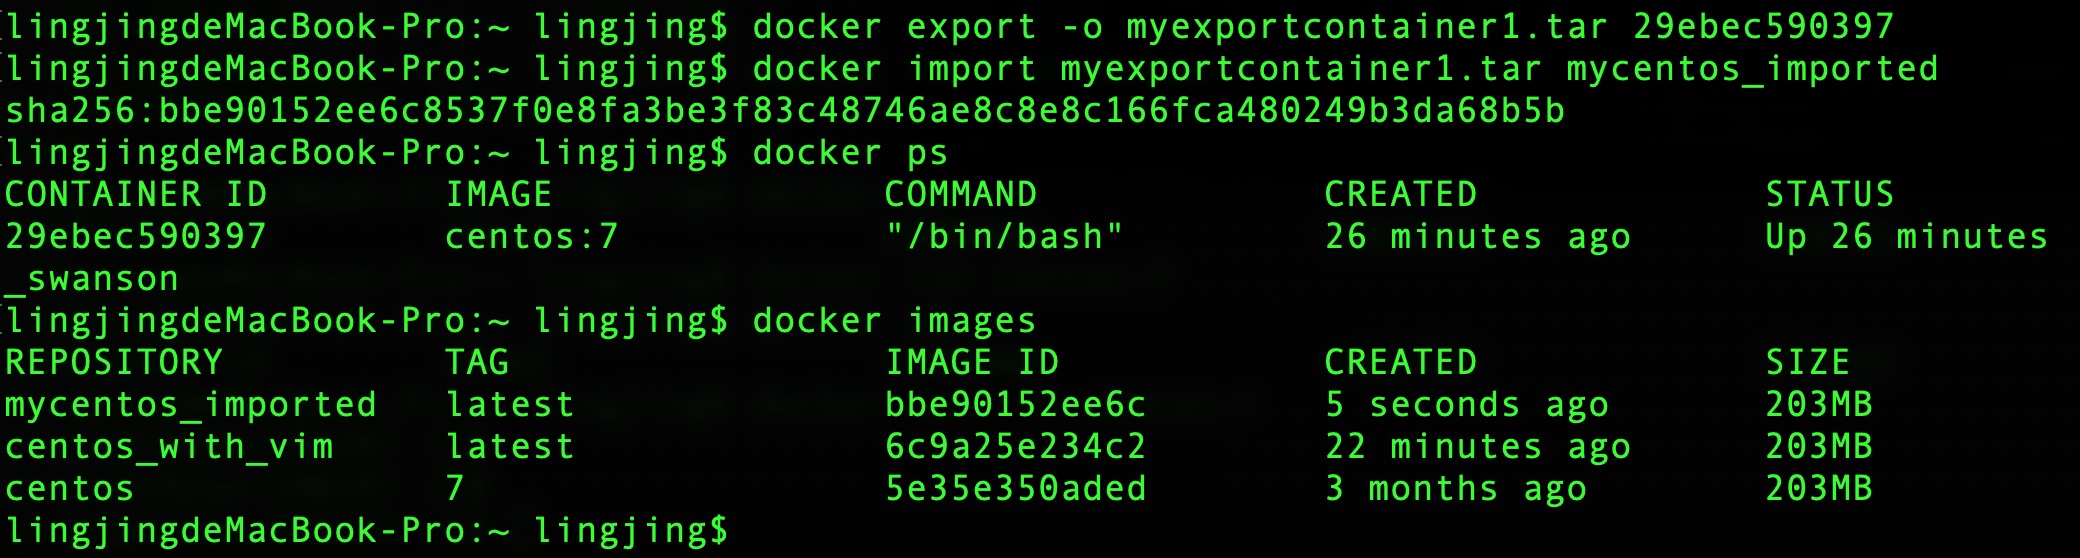 lingjingdeMacBook-Pro:~ lingjing$ docker export -o myexportcontainer1.tar 29ebec590397
lingjingdeMacBook-Pro:~ lingjing$ docker import myexportcontainer1.tar mycentos_imported
sha256:bbe90152ee6c8537f0e8fa3be3f83c48746ae8c8e8c166fca480249b3da68b5b
lingjingdeMacBook-Pro:~ lingjing$ docker ps
CONTAINER ID        IMAGE               COMMAND             CREATED             STATUS
29ebec590397        centos:7            "/bin/bash"         26 minutes ago      Up 26 minutes
_swanson
lingjingdeMacBook-Pro:~ lingjing$ docker images
REPOSITORY          TAG                 IMAGE ID            CREATED             SIZE
mycentos_imported   latest              bbe90152ee6c        5 seconds ago       203MB
centos_with_vim     latest              6c9a25e234c2        22 minutes ago      203MB
centos              7                   5e35e350aded        3 months ago        203MB
lingjingdeMacBook-Pro:~ lingjing$